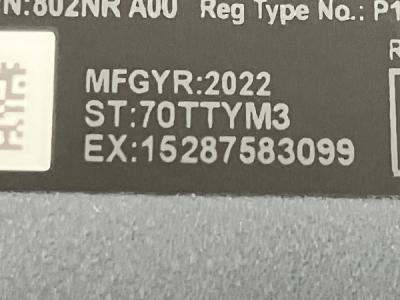 N:802NR A00 Reg Type No.: P1
MFGYR:2022
ST:70TTYM3
EX:15287583099
R